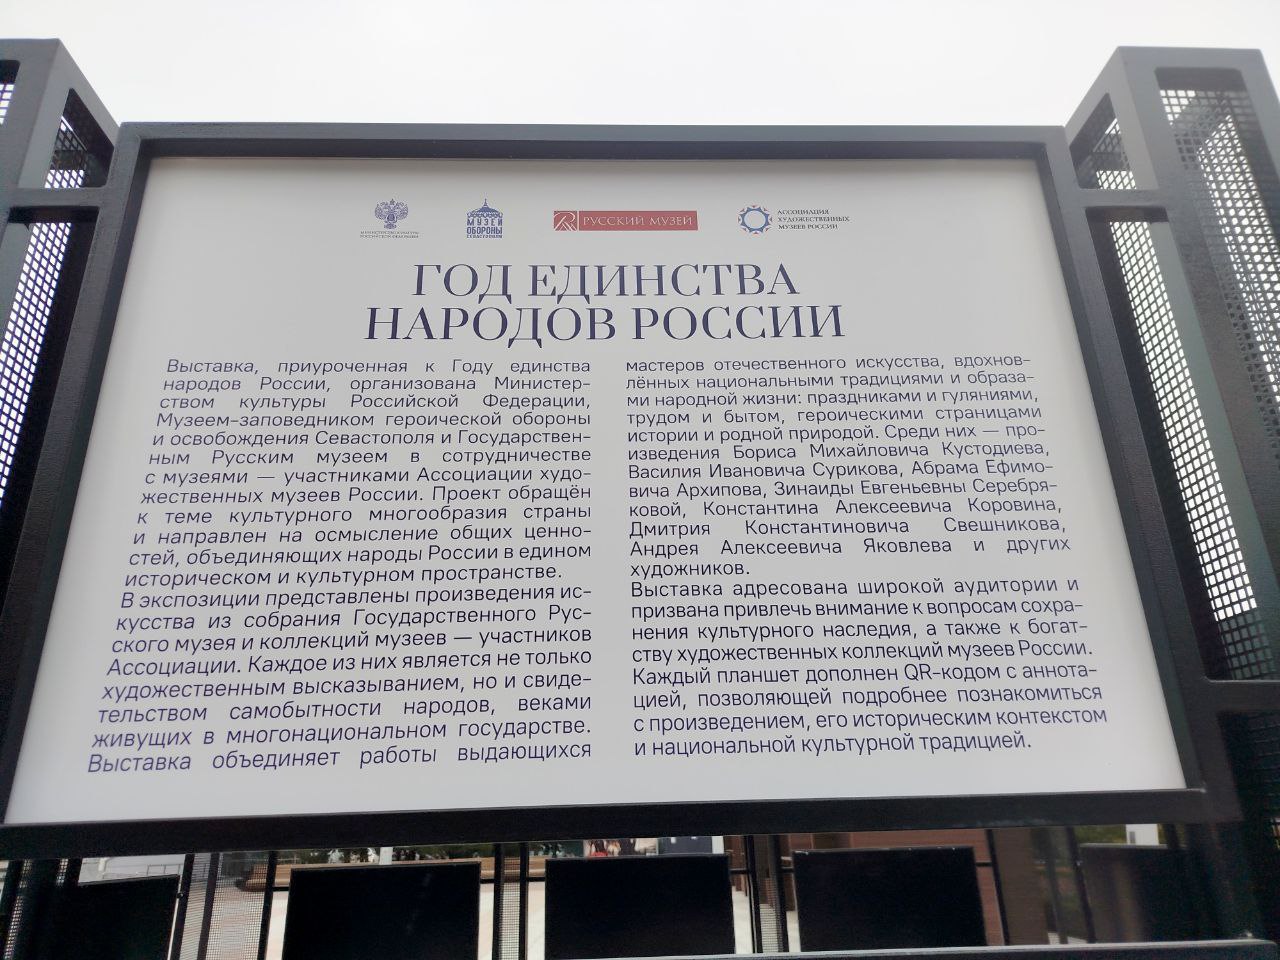 МИНИСТЕРСТВО КУЛЬТУРЫ
РОССИЙСКОЙ ФЕДЕРАЦИИ
МУЗЕЙ
ОБОРОНЫ
СЕВАСТОПОЛЯ
РУССКИЙ МУЗЕЙ
АССОЦИАЦИЯ
ХУДОЖЕСТВЕННЫХ
МУЗЕЕВ РОССИИ
ГОД ЕДИНСТВА
НАРОДОВ РОССИИ
Выставка, приуроченная к Году единства
народов России, организована Министер-
ством культуры Российской Федерации,
Музеем-заповедником героической обороны
и освобождения Севастополя и Государствен-
ным Русским музеем в сотрудничестве
с музеями — участниками Ассоциации худо-
жественных музеев России. Проект обращён
к теме культурного многообразия страны
и направлен на осмысление общих ценно-
стей, объединяющих народы России в едином
историческом и культурном пространстве.
В экспозиции представлены произведения ис-
кусства из собрания Государственного Рус-
ского музея и коллекций музеев — участников
Ассоциации. Каждое из них является не только
художественным высказыванием, но и свиде-
тельством самобытности народов, веками
живущих в многонациональном государстве.
Выставка объединяет работы выдающихся
мастеров отечественного искусства, вдохнов-
лённых национальными традициями и образа-
ми народной жизни: праздниками и гуляниями,
трудом и бытом, героическими страницами
истории и родной природой. Среди них — про-
изведения Бориса Михайловича Кустодиева,
Василия Ивановича Сурикова, Абрама Ефимо-
вича Архипова, Зинаиды Евгеньевны Серебря-
ковой, Константина Алексеевича Коровина,
Дмитрия Константиновича Свешникова,
Андрея Алексеевича Яковлева и других
художников.
Выставка адресована широкой аудитории и
призвана привлечь внимание к вопросам сохра-
нения культурного наследия, а также к богат-
ству художественных коллекций музеев России.
Каждый планшет дополнен QR-кодом с аннота-
цией, позволяющей подробнее познакомиться
с произведением, его историческим контекстом
и национальной культурной традицией.